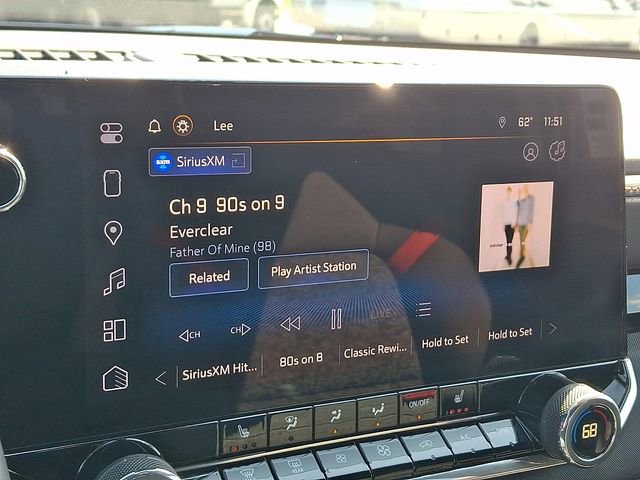 Lee
62° 11:51
sxm SiriusXM
Ch 9 90s on 9
Everclear
Father Of Mine (98)
Related
Play Artist Station
CH
CH
LIVE
SiriusXM Hit...
80s on 8
Classic Rewi...
Hold to Set
Hold to Set
ON/OFF
REAR
A/C
68